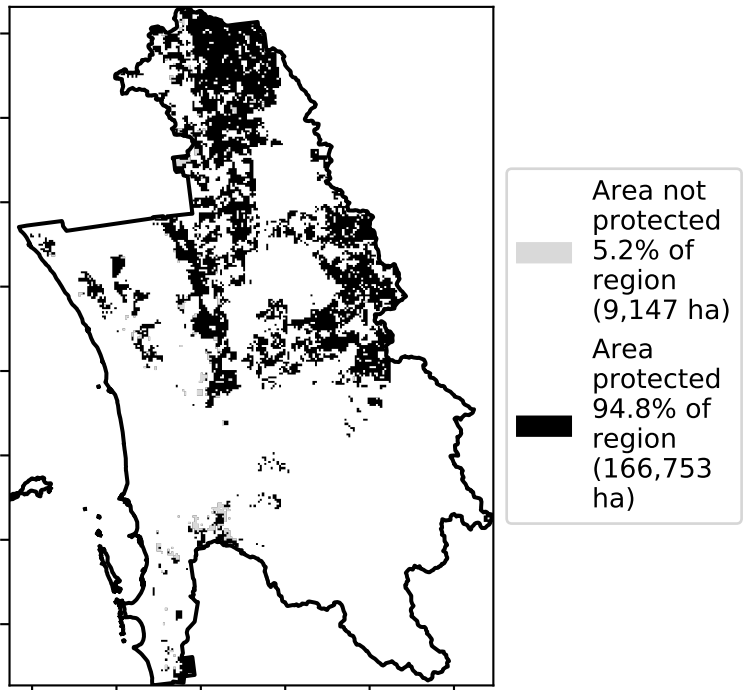 Area not
protected
5.2% of
region
(9,147 ha)
Area
protected
94.8% of
region
(166,753
ha)